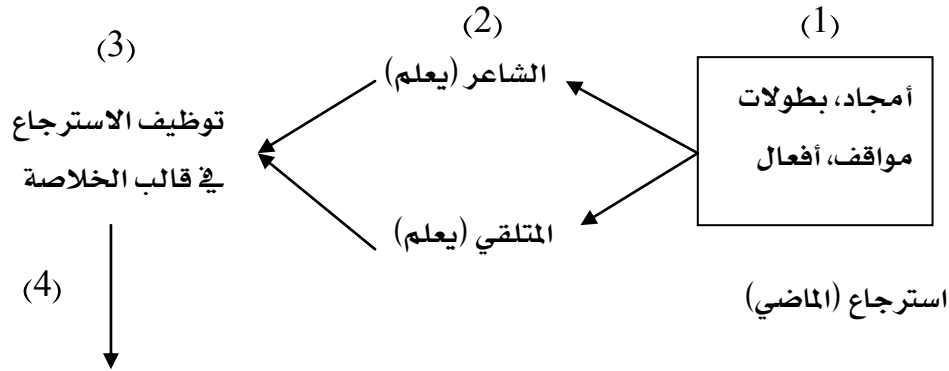 (1)
أمجاد، بطولات
مواقف، أفعال
استرجاع (الماضي)
(2)
الشاعر (يعلم)
المتلقي (يعلم)
(3)
توظيف الاسترجاع
في قالب الخلاصة
(4)